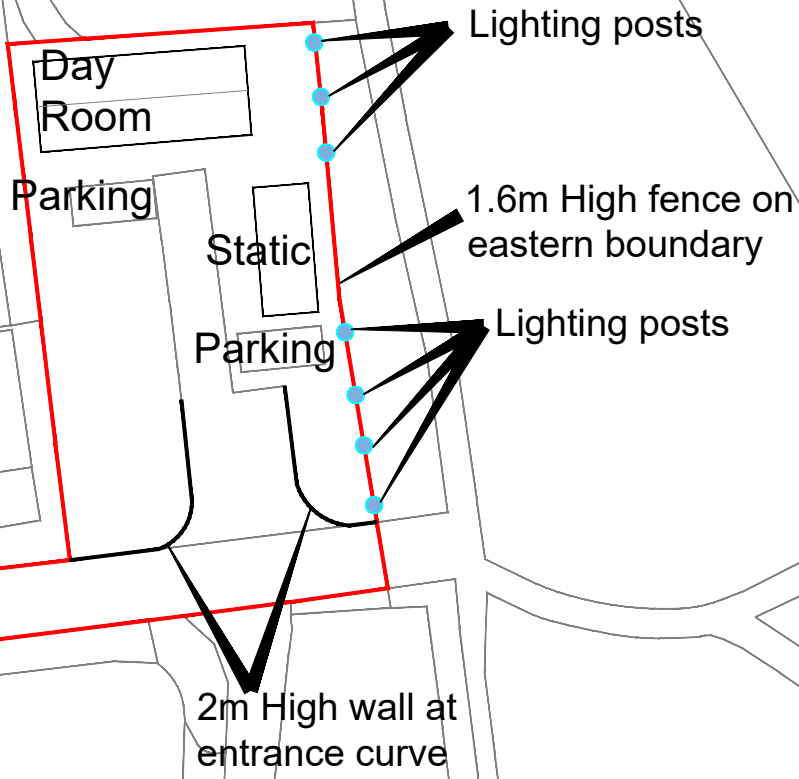 Lighting posts
Day
Room
Parking
1.6m High fence on
eastern boundary
Static
Lighting posts
Parking
2m High wall at
entrance curve